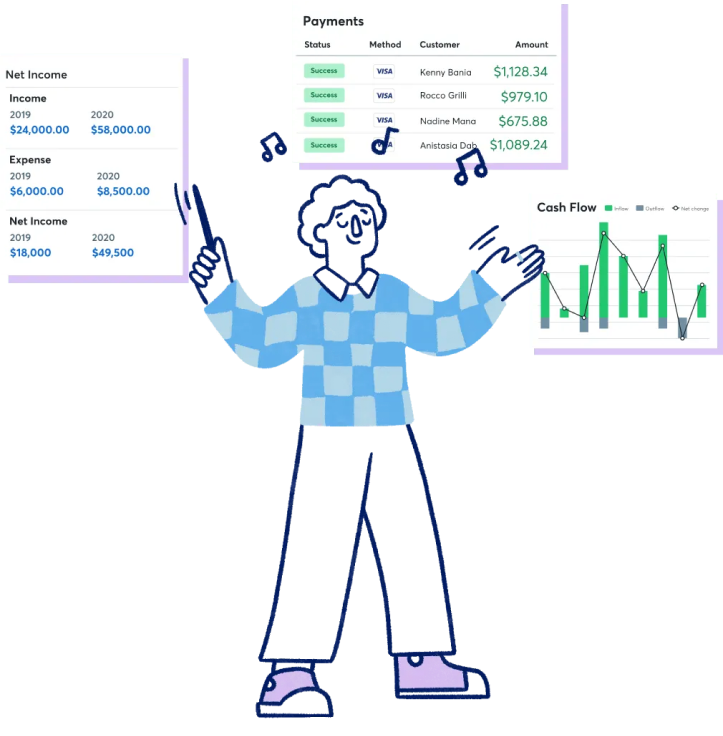 Payments
Status Method Customer Amount
Success VISA Kenny Bania $1,128.34
Success VISA Rocco Grilli $979.10
Success VISA Nadine Mana $675.88
Success VISA Anistasia Dab $1,089.24
Net Income
Income
2019 2020
$24,000.00 $58,000.00
Expense
2019 2020
$6,000.00 $8,500.00
Net Income
2019 2020
$18,000 $49,500
Cash Flow Inflow Outflow Net change